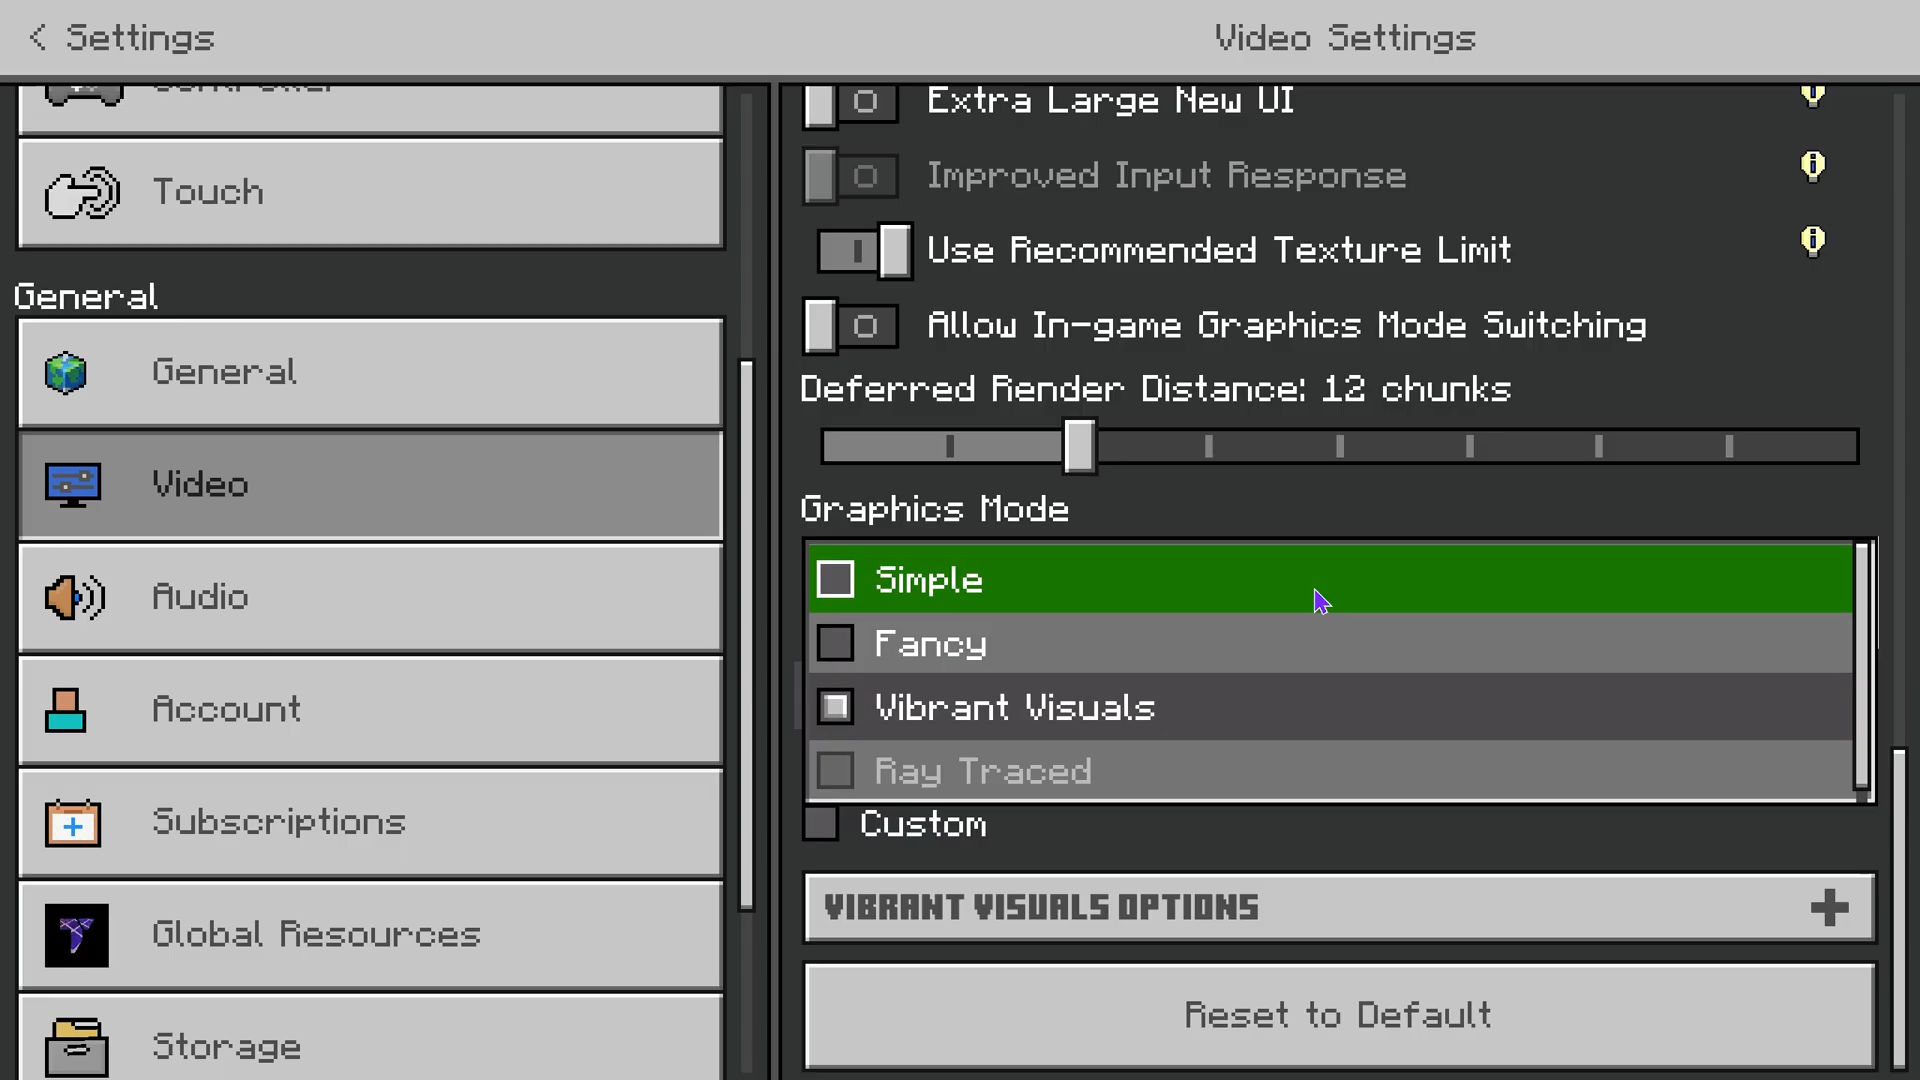 Settings
Video Settings
Controller
Touch
General
General
Video
Audio
Account
Subscriptions
Global Resources
Storage
Extra Large New UI
Improved Input Response
Use Recommended Texture Limit
Allow In-game Graphics Mode Switching
Deferred Render Distance: 12 chunks
Graphics Mode
Simple
Fancy
Vibrant Visuals
Ray Traced
Custom
VIBRANT VISUALS OPTIONS
Reset to Default